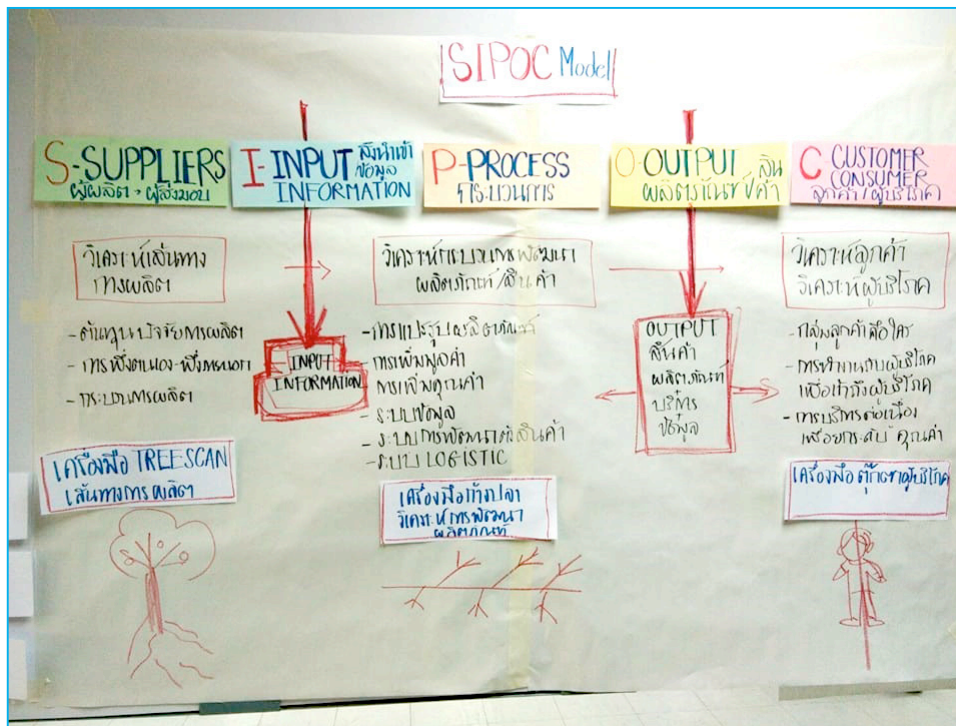 SIPOC Model
S-SUPPLIERS
ผู้ผลิต → ผู้ส่งมอบ
I-INPUT สิ่งนำเข้า
ข้อมูล
INFORMATION
P-PROCESS
กระบวนการ
O-OUTPUT สิน
ผลิตภัณฑ์ ค้า
C CUSTOMER
CONSUMER
ลูกค้า / ผู้บริโภค
วิเคราะห์เส้นทาง
การผลิต
- ต้นทุนปัจจัยการผลิต
- การพึ่งตนเอง-พึ่งภายนอก
- กระบวนการผลิต
เครื่องมือ TREESCAN
เส้นทางการผลิต
INPUT
INFORMATION
วิเคราะห์กระบวนการพัฒนา
ผลิตภัณฑ์/สินค้า
- การแปรรูปผลิตภัณฑ์
- การเพิ่มมูลค่า
การเพิ่มคุณค่า
- ระบบข้อมูล
- ระบบการพัฒนาตัวสินค้า
- ระบบ LOGISTIC
เครื่องมือก้างปลา
วิเคราะห์การพัฒนา
ผลิตภัณฑ์
OUTPUT
สินค้า
ผลิตภัณฑ์
บริการ
ข้อมูล
วิเคราะห์ลูกค้า
วิเคราะห์ผู้บริโภค
- กลุ่มลูกค้าคือใคร
- การทำงานกับผู้บริโภค
เพื่อเข้าถึงผู้บริโภค
- การบริการต่อเนื่อง
เพื่อยกระดับ คุณค่า
เครื่องมือตุ๊กตาผู้บริโภค